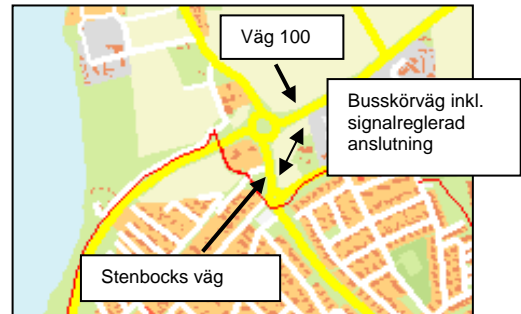 Väg 100
Busskörväg inkl.
signalreglerad
anslutning
Stenbocks väg